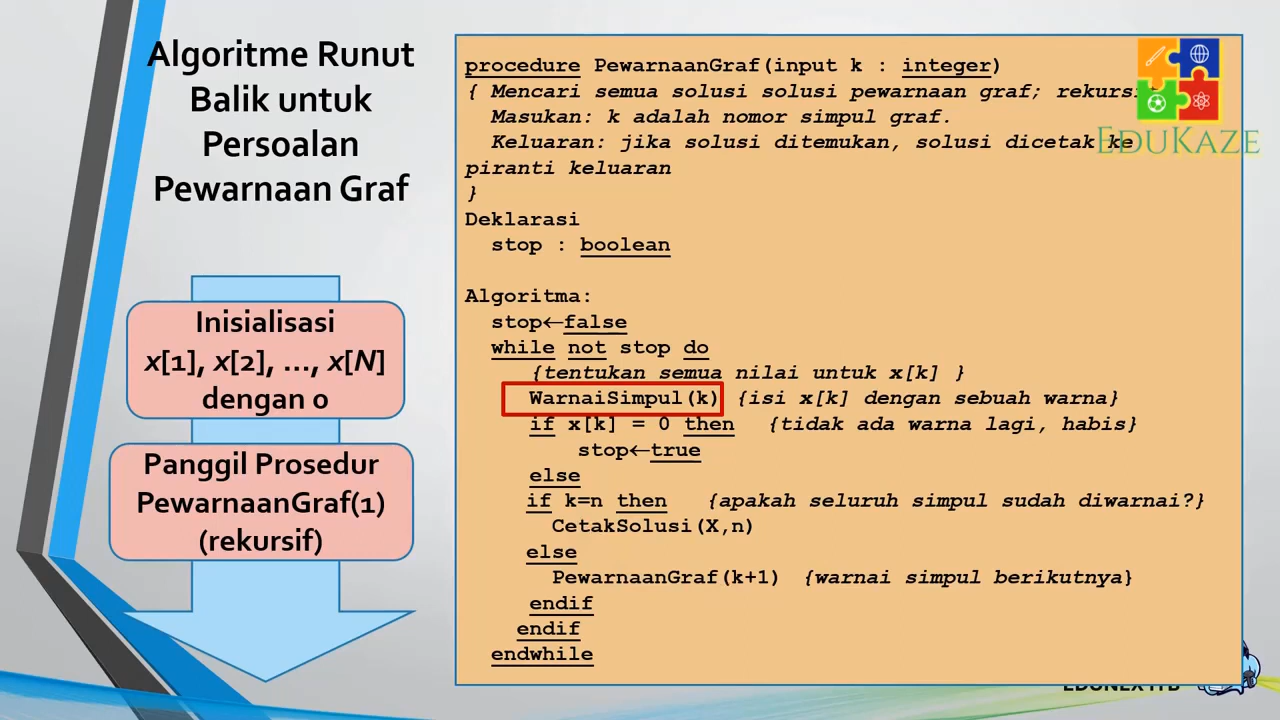 Algoritme Runut
Balik untuk
Persoalan
Pewarnaan Graf
Inisialisasi
x[1], x[2], ..., x[N]
dengan 0
Panggil Prosedur
PewarnaanGraf(1)
(rekursif)
procedure PewarnaanGraf(input k : integer)
{ Mencari semua solusi solusi pewarnaan graf; rekursif
Masukan: k adalah nomor simpul graf.
Keluaran: jika solusi ditemukan, solusi dicetak ke
piranti keluaran
}
Deklarasi
stop : boolean
Algoritma:
stop←false
while not stop do
{tentukan semua nilai untuk x[k] }
WarnaiSimpul(k) {isi x[k] dengan sebuah warna}
if x[k] = 0 then {tidak ada warna lagi, habis}
stop←true
else
if k=n then {apakah seluruh simpul sudah diwarnai?}
CetakSolusi(X,n)
else
PewarnaanGraf(k+1) {warnai simpul berikutnya}
endif
endif
endwhile
EDUKAZE